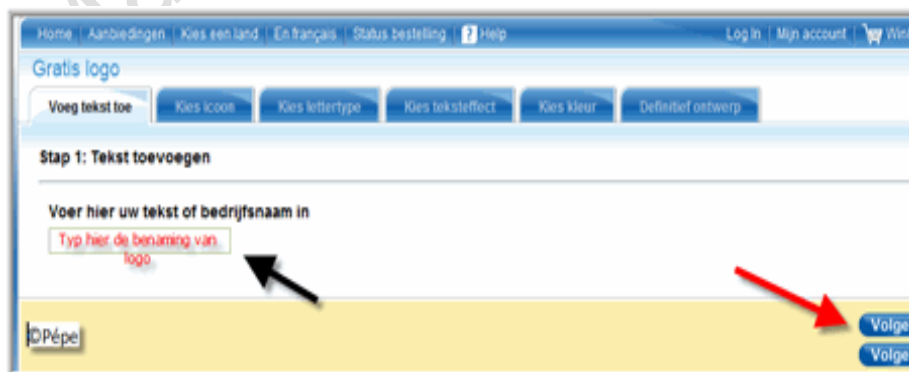 Home Aanbiedingen Kies een land En français Status bestelling ? Help Log In Mijn account
Gratis logo
Voeg tekst toe Kies icoon Kies lettertype Kies teksteffect Kies kleur Definitief ontwerp
Stap 1: Tekst toevoegen
Voer hier uw tekst of bedrijfsnaam in
Typ hier de benaming van
logo
Volge
©Pépe
Volge